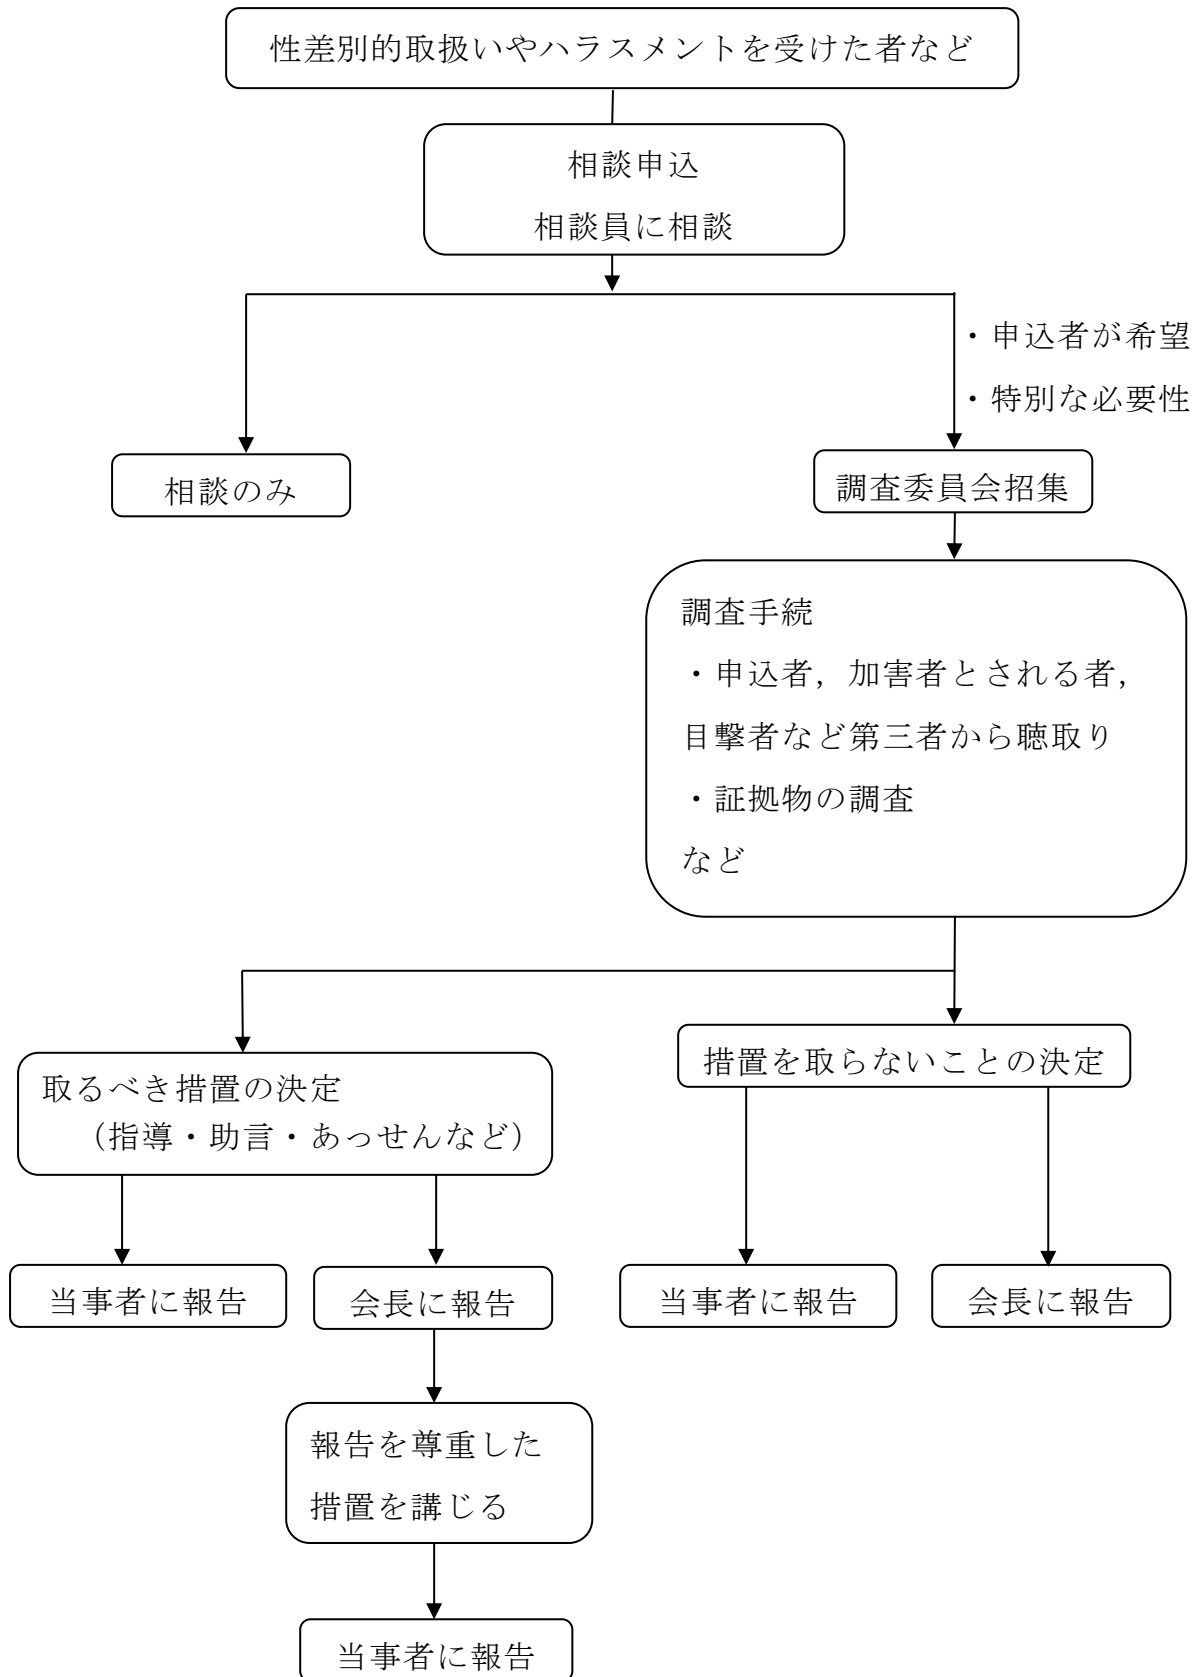 性差別的取扱いやハラスメントを受けた者など
相談申込
相談員に相談
・申込者が希望
・特別な必要性
相談のみ
調査委員会招集
調査手続
・申込者，加害者とされる者，
目撃者など第三者から聴取り
・証拠物の調査
など
取るべき措置の決定
（指導・助言・あっせんなど）
措置を取らないことの決定
当事者に報告
会長に報告
当事者に報告
会長に報告
報告を尊重した
措置を講じる
当事者に報告